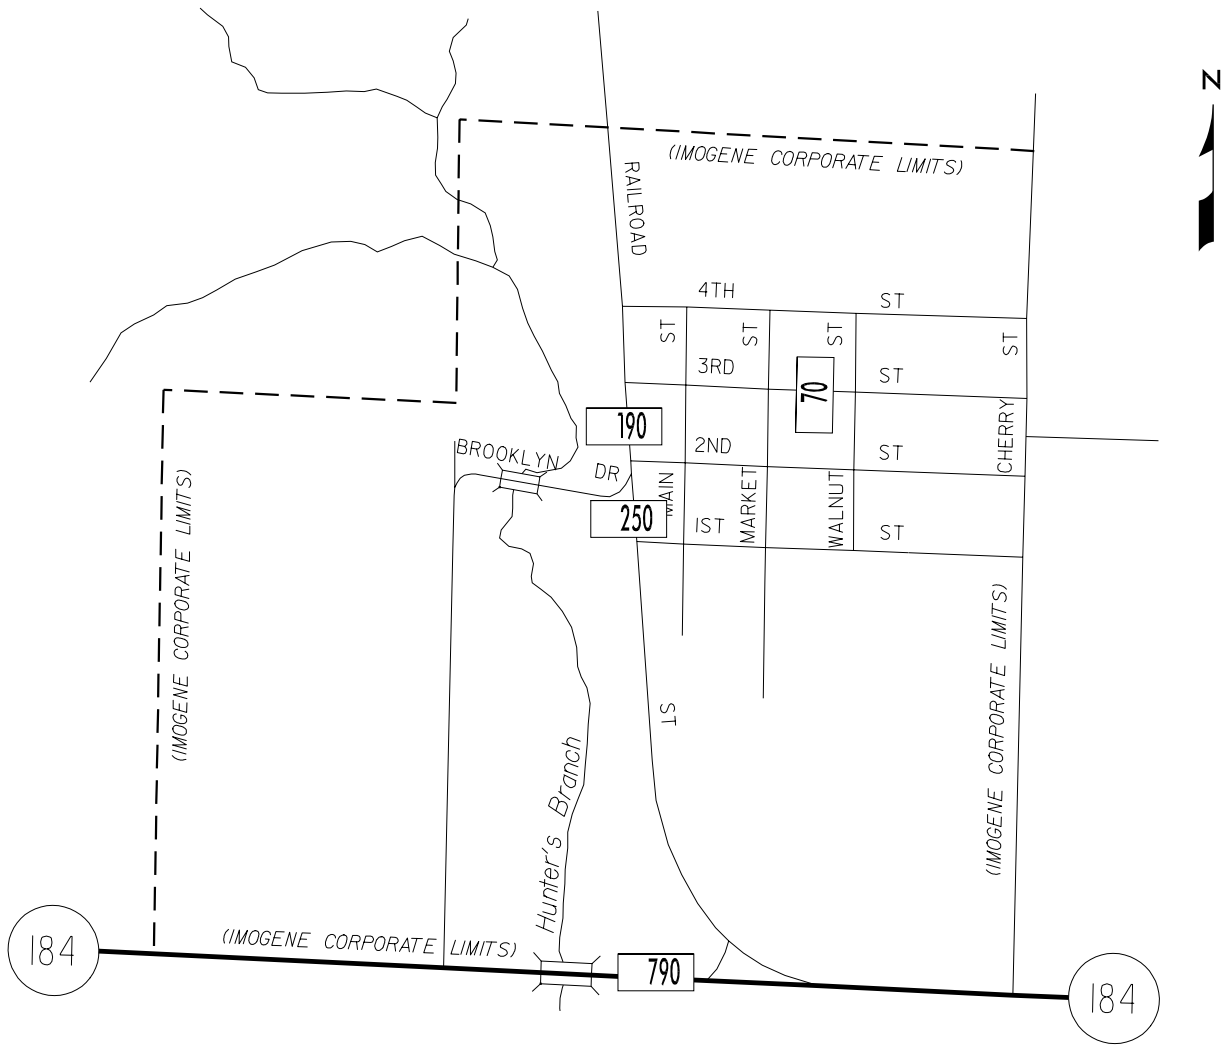 N
(IMOGENE CORPORATE LIMITS)
RAILROAD
4TH
ST
ST
ST
ST
ST
3RD
ST
70
190
CHERRY
BROOKLYN
DR
2ND
ST
MAIN
MARKET
WALNUT
250
1ST
ST
(IMOGENE CORPORATE LIMITS)
(IMOGENE CORPORATE LIMITS)
ST
Hunter's Branch
(IMOGENE CORPORATE LIMITS)
184
790
184